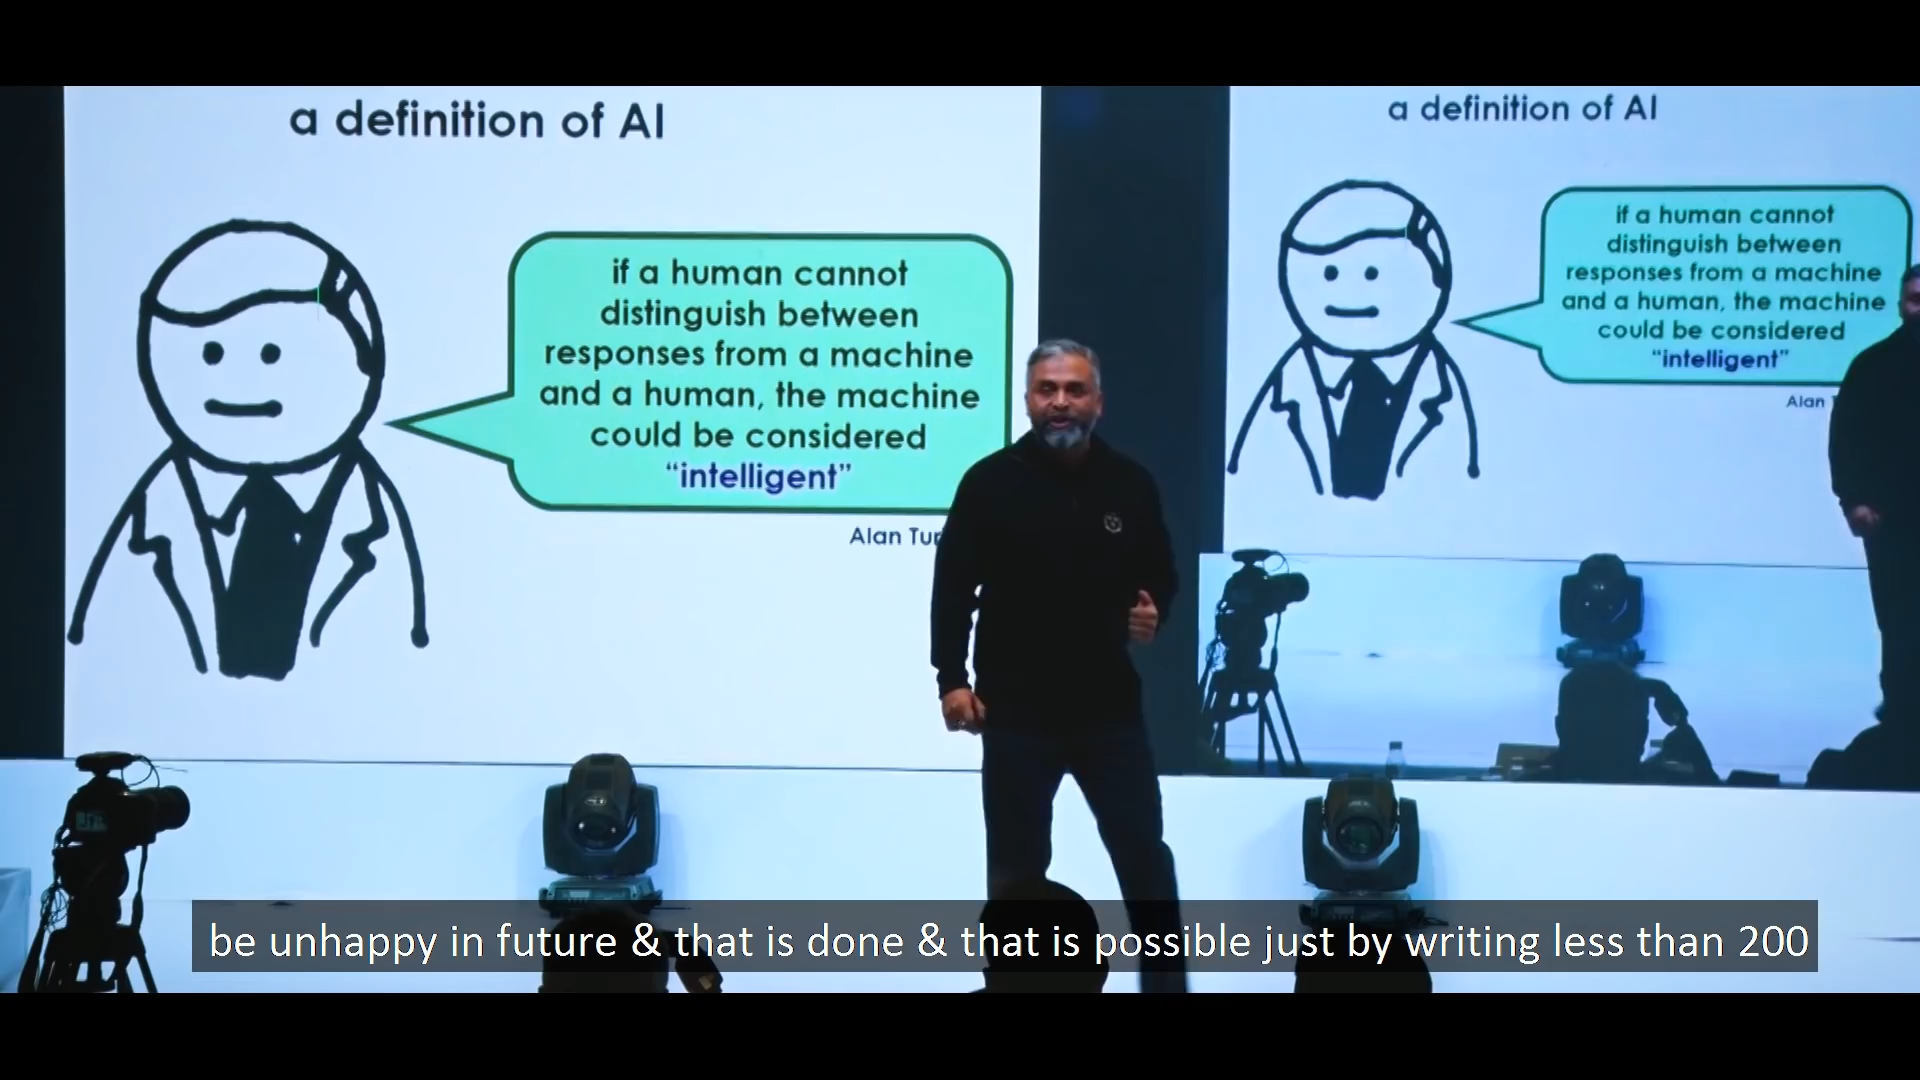 a definition of AI
if a human cannot
distinguish between
responses from a machine
and a human, the machine
could be considered
“intelligent”
Alan
a definition of AI
if a human cannot
distinguish between
responses from a machine
and a human, the machine
could be considered
“intelligent”
Alan
be unhappy in future & that is done & that is possible just by writing less than 200